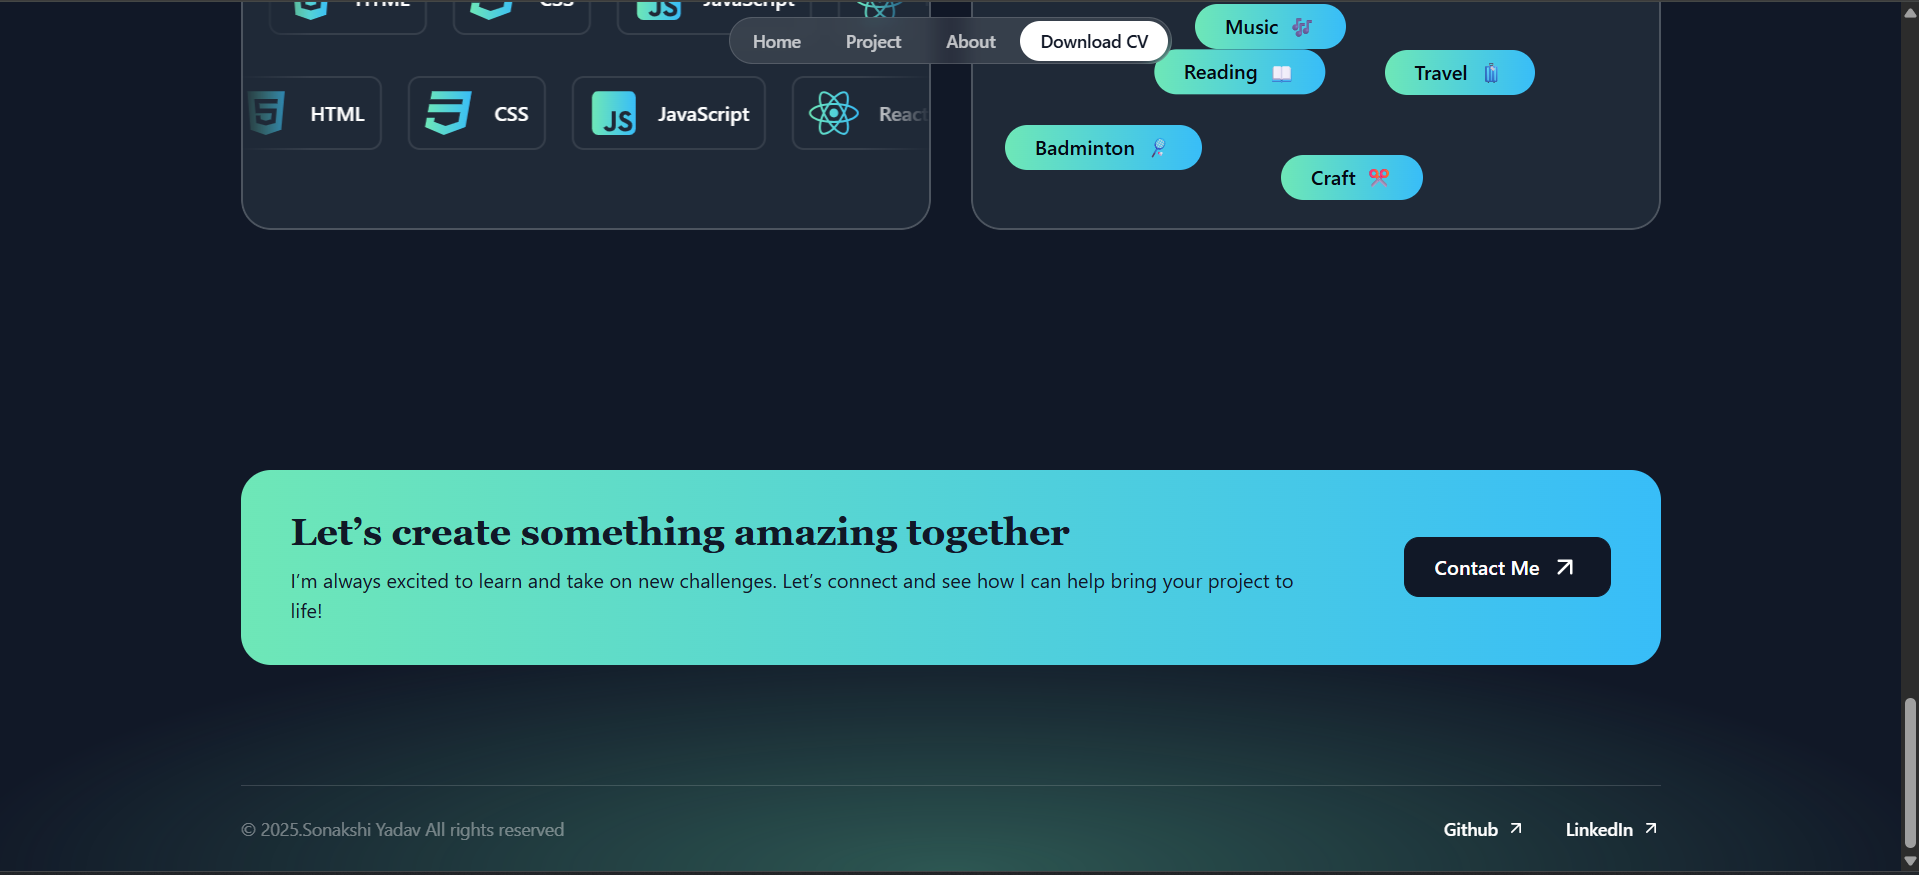 HTML
CSS
JavaScript
Home
Project
About
Download CV
Music
Reading
Travel
HTML
CSS
JS
JavaScript
React
Badminton
Craft
Let’s create something amazing together
I’m always excited to learn and take on new challenges. Let’s connect and see how I can help bring your project to
life!
Contact Me
© 2025.Sonakshi Yadav All rights reserved
Github
LinkedIn